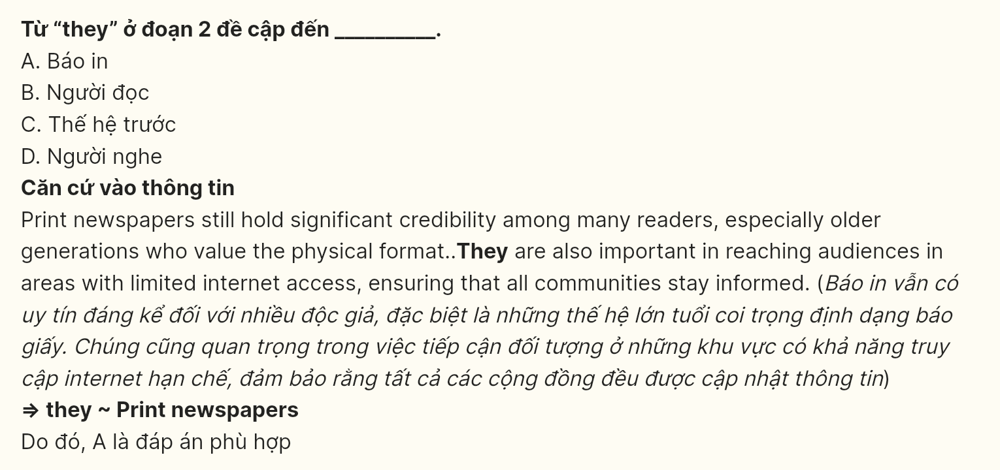 Từ “they” ở đoạn 2 đề cập đến __________.
A. Báo in
B. Người đọc
C. Thế hệ trước
D. Người nghe
Căn cứ vào thông tin
Print newspapers still hold significant credibility among many readers, especially older
generations who value the physical format..They are also important in reaching audiences in
areas with limited internet access, ensuring that all communities stay informed. (Báo in vẫn có
uy tín đáng kể đối với nhiều độc giả, đặc biệt là những thế hệ lớn tuổi coi trọng định dạng báo
giấy. Chúng cũng quan trọng trong việc tiếp cận đối tượng ở những khu vực có khả năng truy
cập internet hạn chế, đảm bảo rằng tất cả các cộng đồng đều được cập nhật thông tin)
⇒ they ~ Print newspapers
Do đó, A là đáp án phù hợp